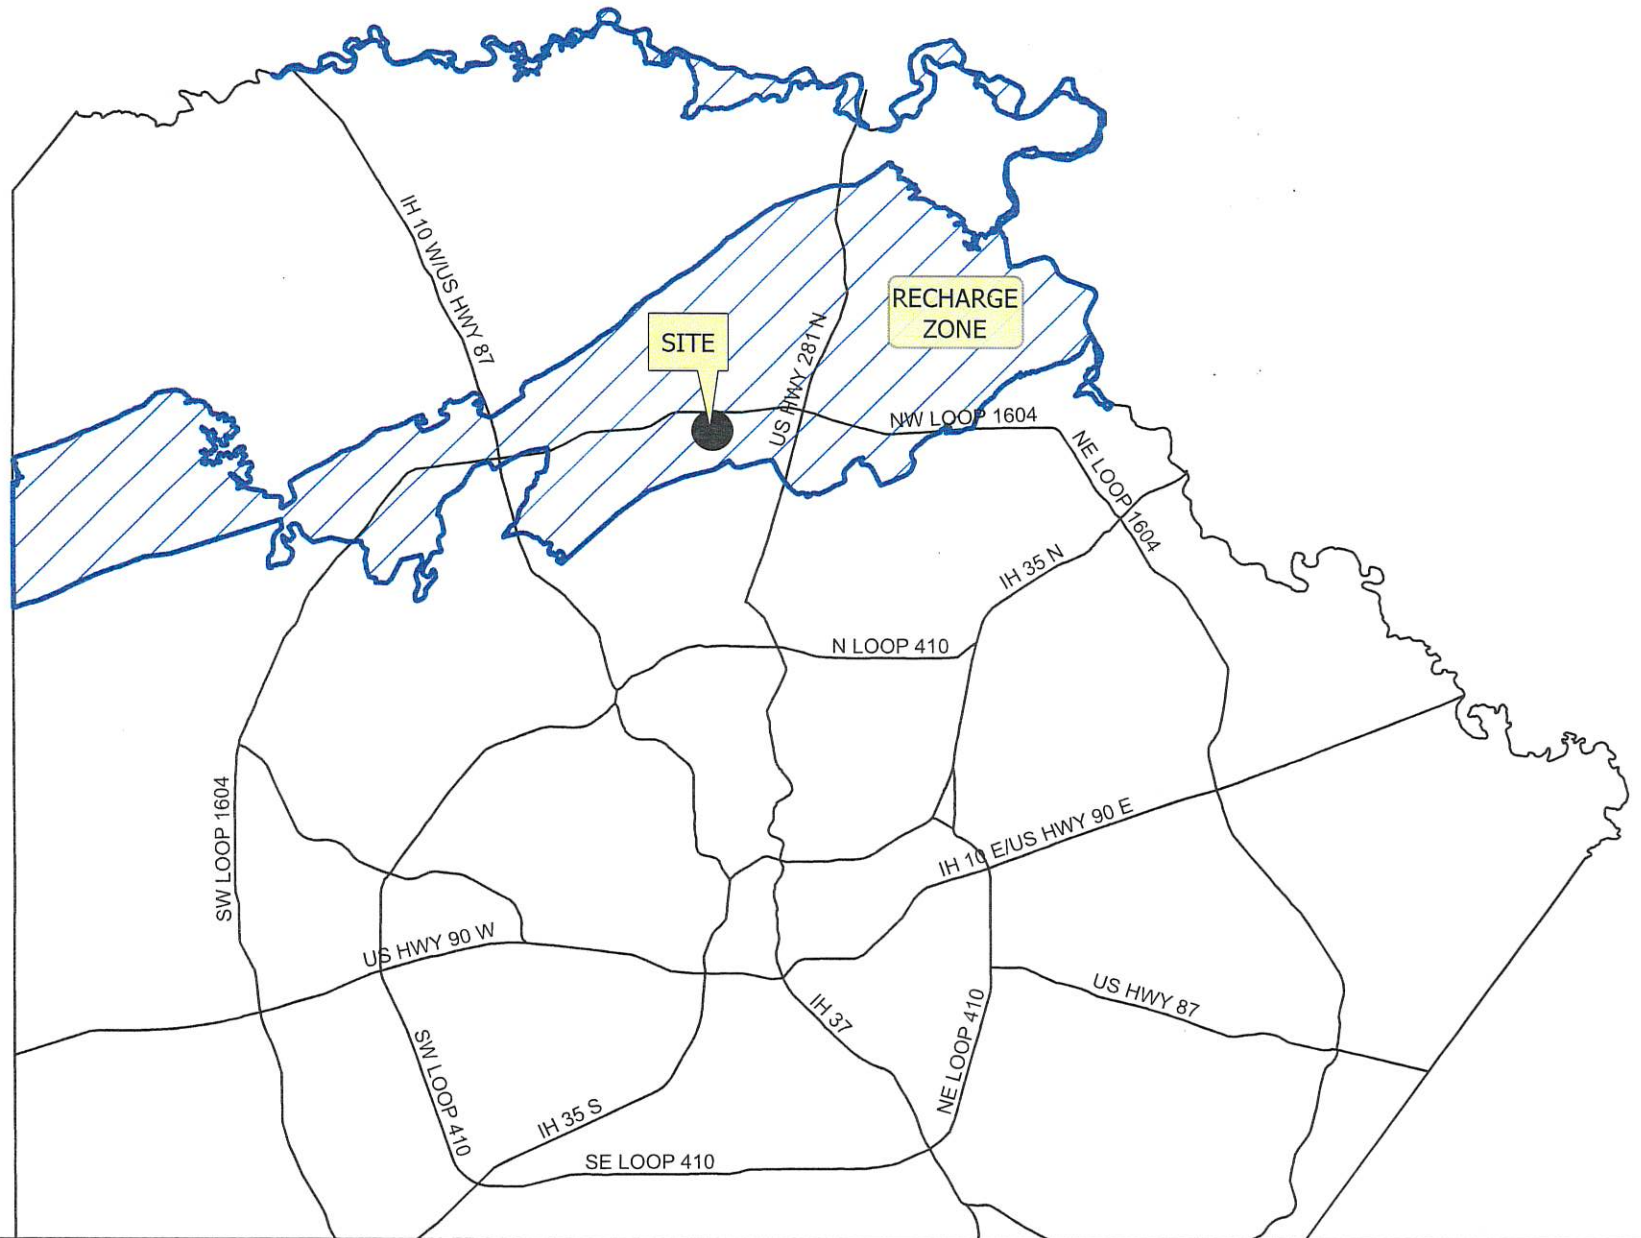 IH 10 W/US HWY 87
RECHARGE
ZONE
SITE
US HWY 281 N
NW LOOP 1604
NE LOOP 1604
IH 35 N
N LOOP 410
SW LOOP 1604
IH 10 E/US HWY 90 E
US HWY 90 W
US HWY 87
IH 37
NE LOOP 410
SW LOOP 410
IH 35 S
SE LOOP 410